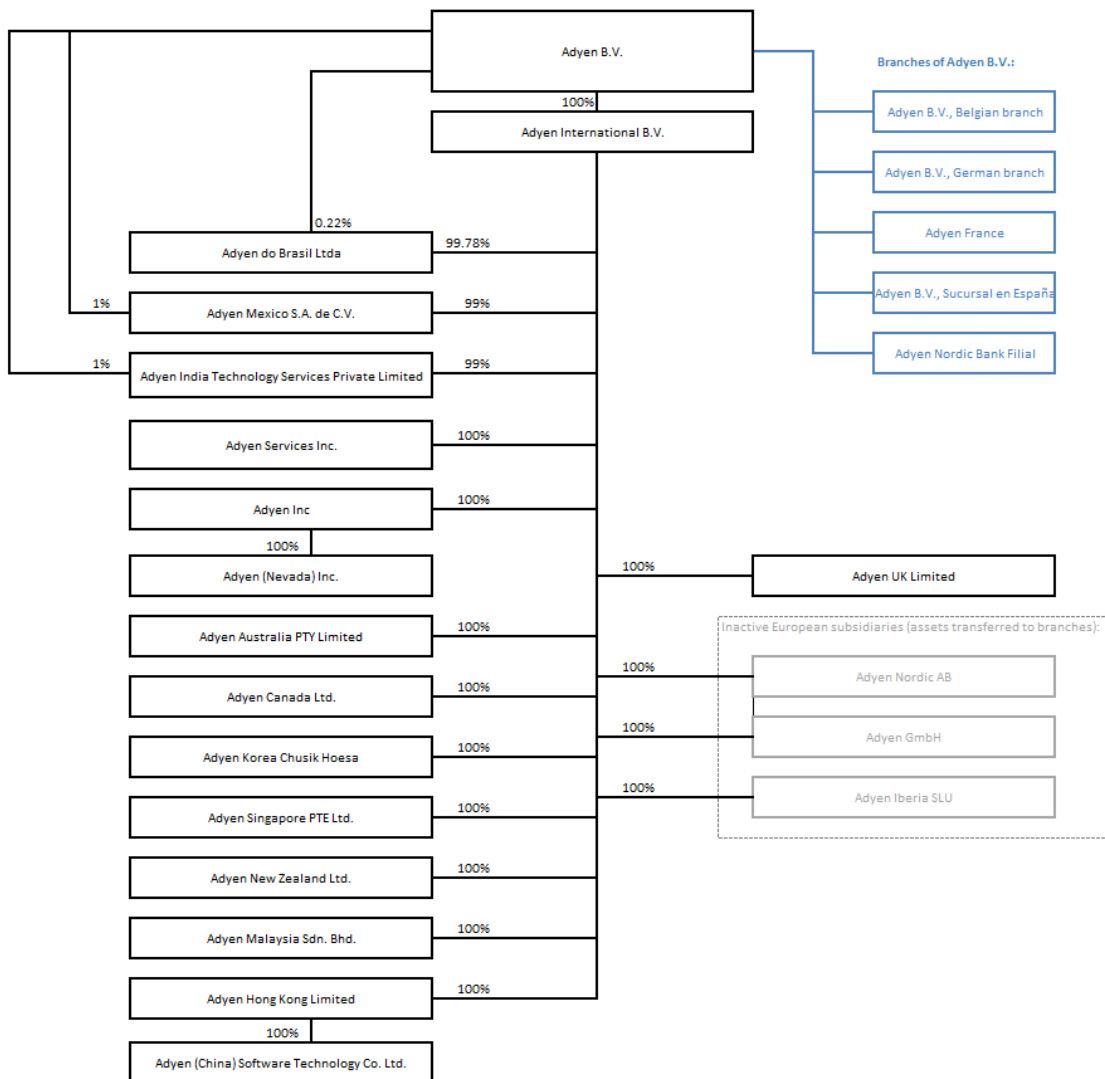 Adyen B.V.
Branches of Adyen B.V.:
100%
Adyen B.V., Belgian branch
Adyen International B.V.
Adyen B.V., German branch
0.22%
Adyen France
Adyen do Brasil Ltda
99.78%
Adyen B.V., Sucursal en España
1%
Adyen Mexico S.A. de C.V.
99%
Adyen Nordic Bank Filial
1%
Adyen India Technology Services Private Limited
99%
Adyen Services Inc.
100%
Adyen Inc
100%
100%
Adyen (Nevada) Inc.
100%
Adyen UK Limited
Adyen Australia PTY Limited
100%
Inactive European subsidiaries (assets transferred to branches):
100%
Adyen Nordic AB
Adyen Canada Ltd.
100%
100%
Adyen GmbH
Adyen Korea Chusik Hoesa
100%
100%
Adyen Iberia SLU
Adyen Singapore PTE Ltd.
100%
Adyen New Zealand Ltd.
100%
Adyen Malaysia Sdn. Bhd.
100%
Adyen Hong Kong Limited
100%
100%
Adyen (China) Software Technology Co. Ltd.